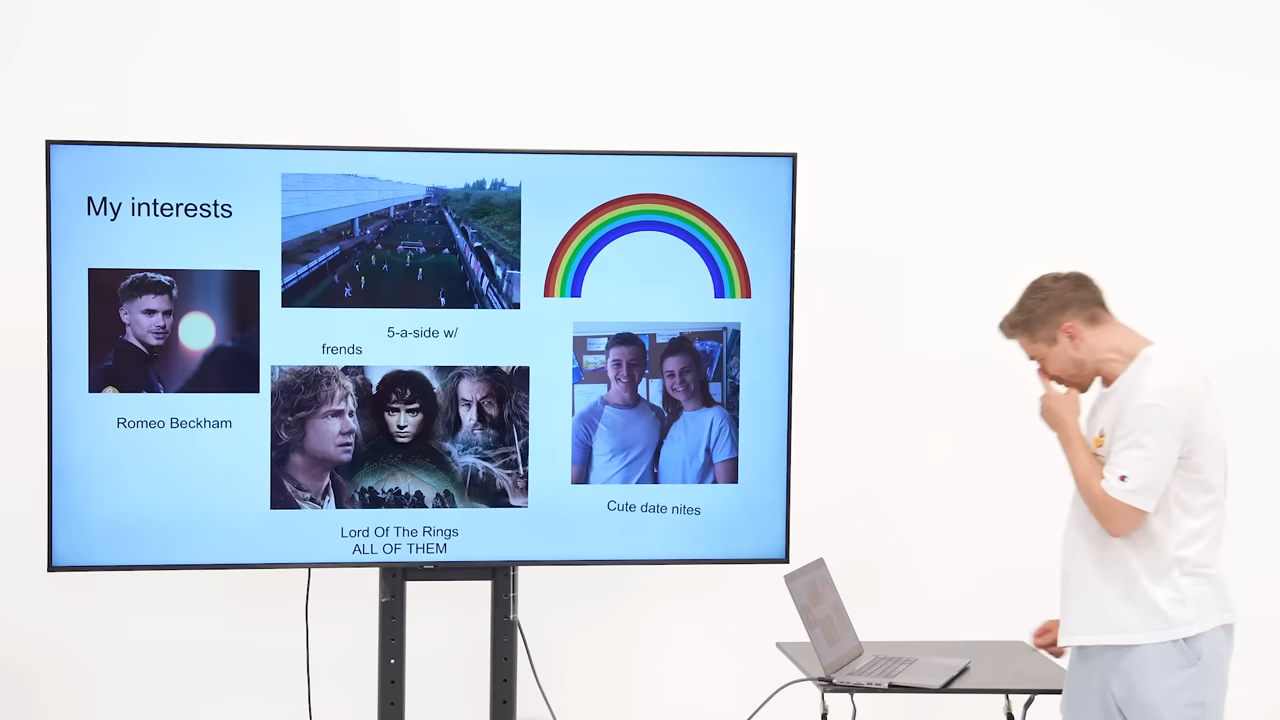 My interests
5-a-side w/
frends
Romeo Beckham
Lord Of The Rings
ALL OF THEM
Cute date nites